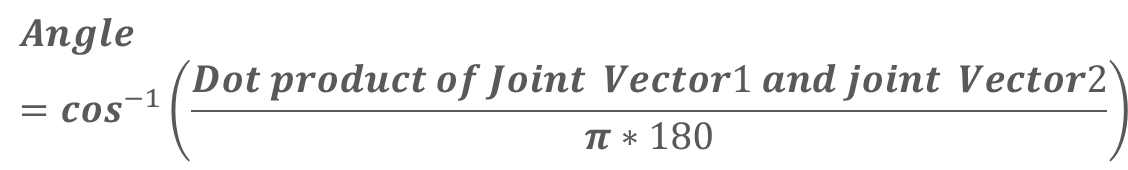 Angle
= cos⁻¹ (Dot product of Joint Vector1 and joint Vector2 / π * 180)